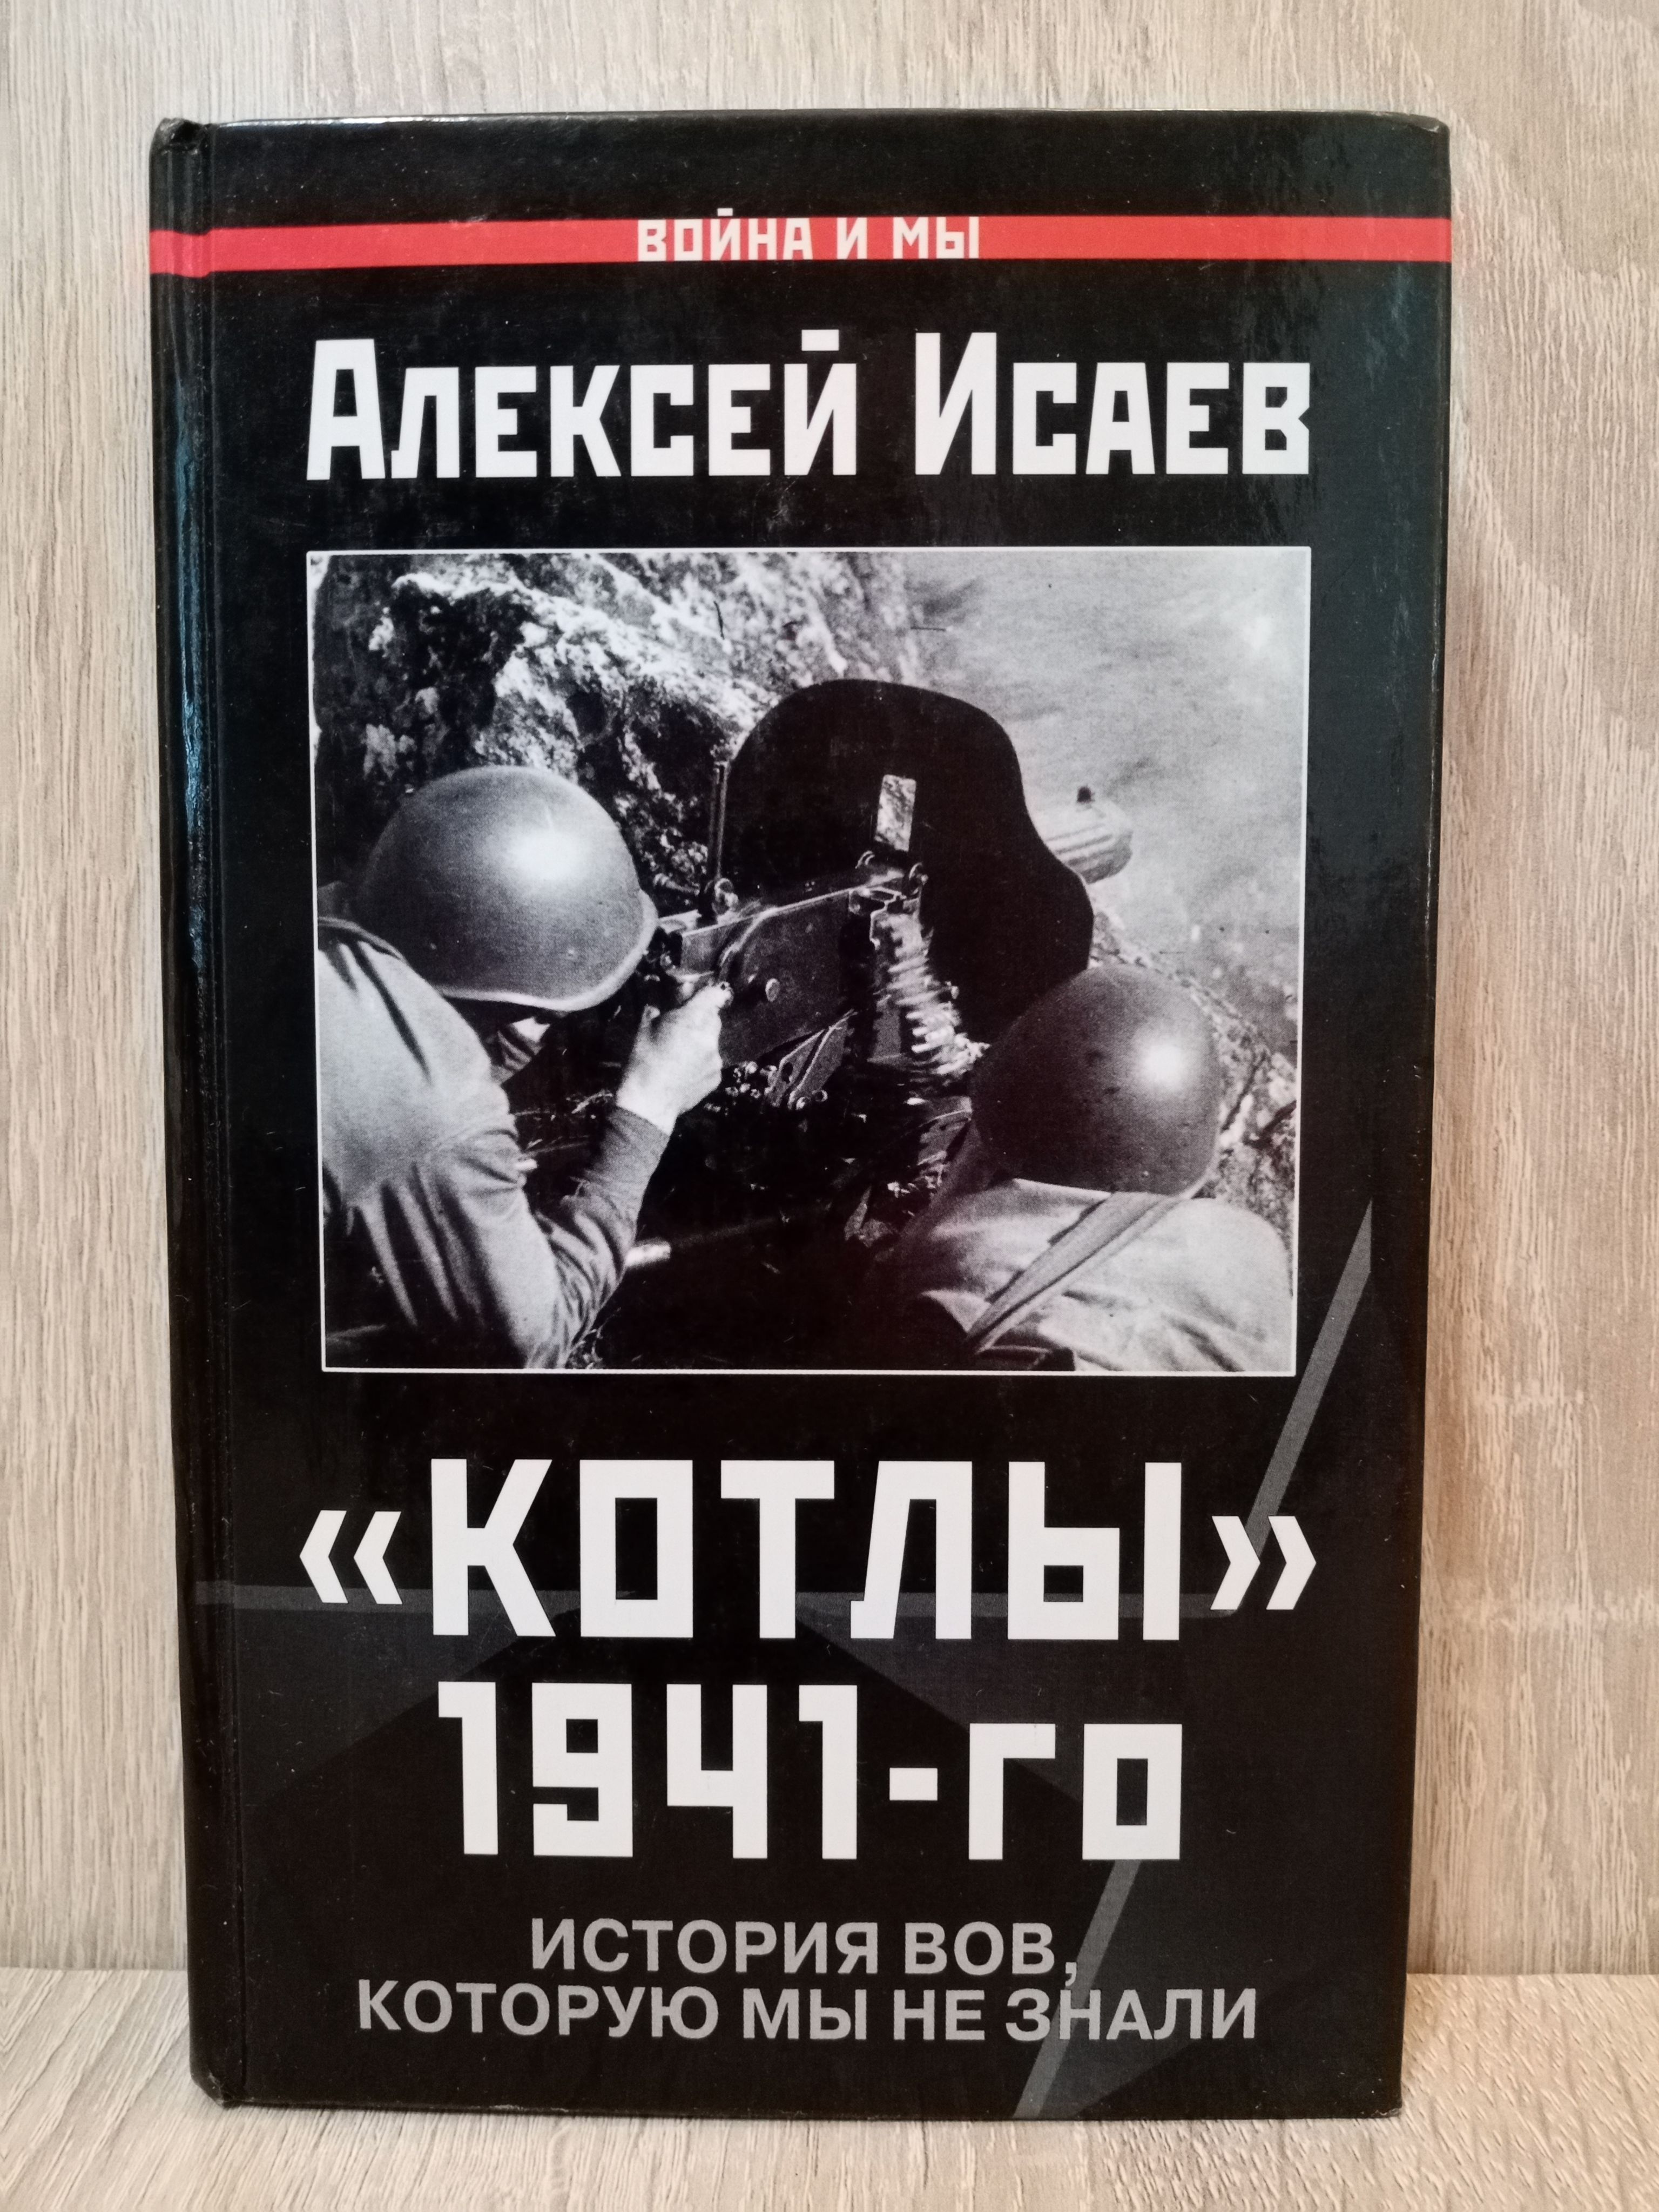 ВОЙНА И МЫ
АЛЕКСЕЙ ИСАЕВ
«КОТЛЫ»
1941-ГО
ИСТОРИЯ ВОВ,
КОТОРУЮ МЫ НЕ ЗНАЛИ